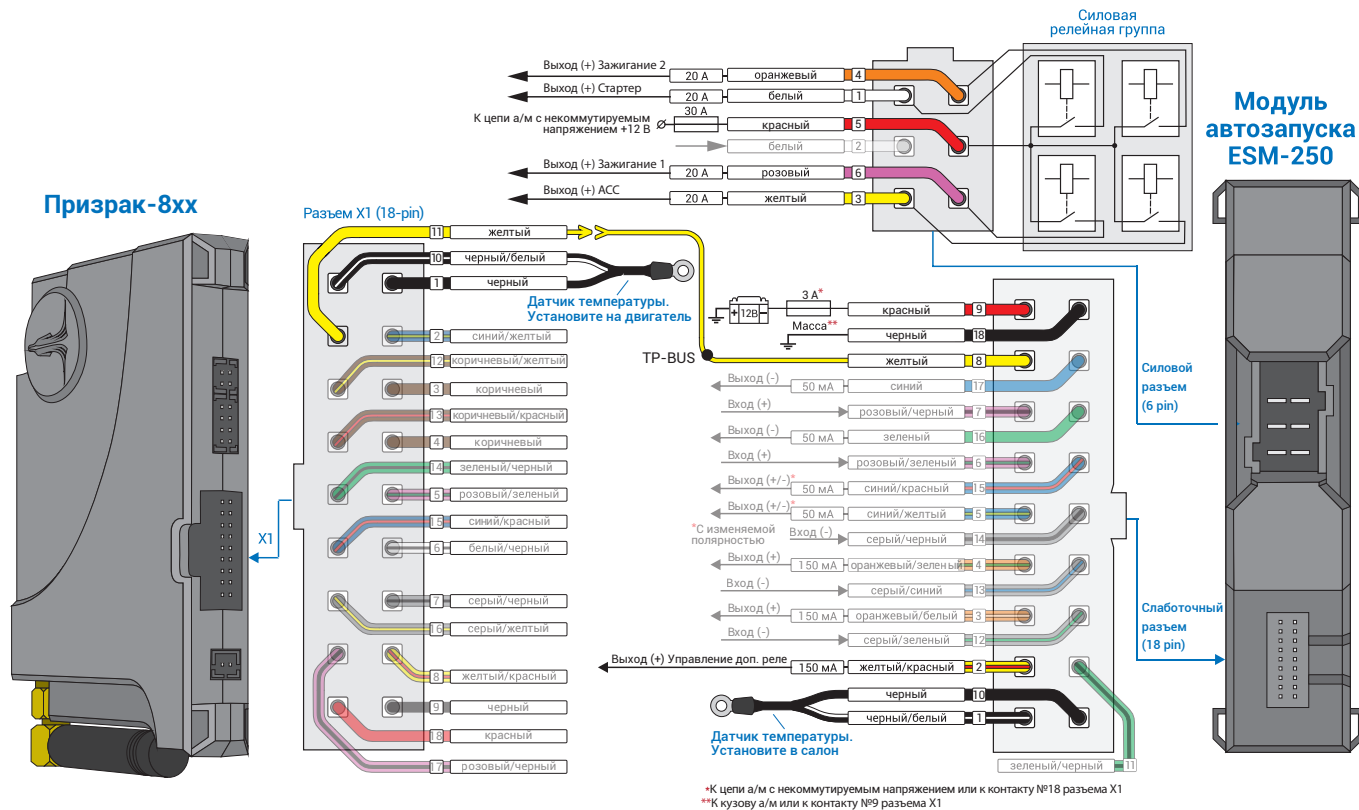 Силовая
релейная группа
Выход (+) Зажигание 2
20 А
оранжевый
4
Выход (+) Стартер
20 А
белый
1
К цепи а/м с некоммутируемым
напряжением +12 В
30 А
красный
5
белый
2
Выход (+) Зажигание 1
20 А
розовый
6
Выход (+) АСС
20 А
желтый
3
Модуль
автозапуска
ESM-250
Призрак-8xx
Разъем X1 (18-pin)
11
желтый
10
черный/белый
1
черный
Датчик температуры.
Установите на двигатель
2
синий/желтый
12
коричневый/желтый
3
коричневый
13
коричневый/красный
4
коричневый
14
зеленый/черный
5
розовый/зеленый
15
синий/красный
6
белый/черный
7
серый/черный
16
серый/желтый
8
желтый/красный
9
черный
18
красный
17
розовый/черный
X1
TP-BUS
+ 12В -
3 А*
красный
9
Масса**
черный
18
желтый
8
Выход (-)
50 мА
синий
17
Вход (+)
розовый/черный
7
Выход (-)
50 мА
зеленый
16
Вход (+)
розовый/зеленый
6
Выход (+/-)*
50 мА
синий/красный
15
Выход (+/-)*
50 мА
синий/желтый
5
*С изменяемой
полярностью
Вход (-)
серый/черный
14
Выход (+)
150 мА
оранжевый/зеленый
4
Вход (-)
серый/синий
13
Выход (+)
150 мА
оранжевый/белый
3
Вход (-)
серый/зеленый
12
Выход (+) Управление доп. реле
150 мА
желтый/красный
2
черный
10
черный/белый
1
Датчик температуры.
Установите в салон
зеленый/черный
11
Силовой
разъем
(6 pin)
Слаботочный
разъем
(18 pin)
*К цепи а/м с некоммутируемым напряжением или к контакту №18 разъема X1
**К кузову а/м или к контакту №9 разъема X1